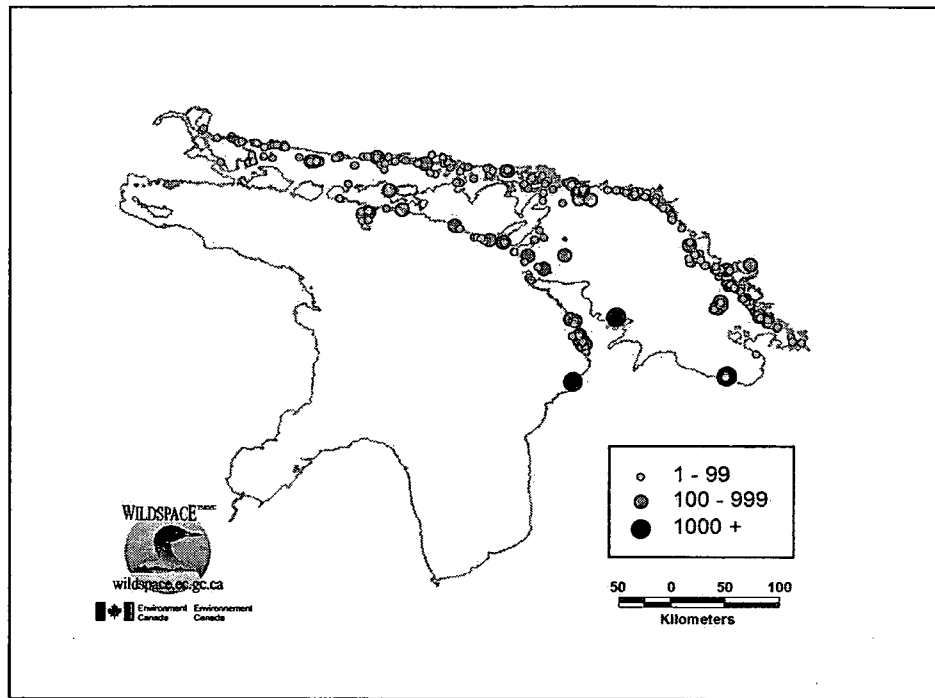 1 - 99
100 - 999
1000 +
WILDSPACE
wildspace.ec.gc.ca
Environment Environnement
Canada Canada
50 0 50 100
Kilometers